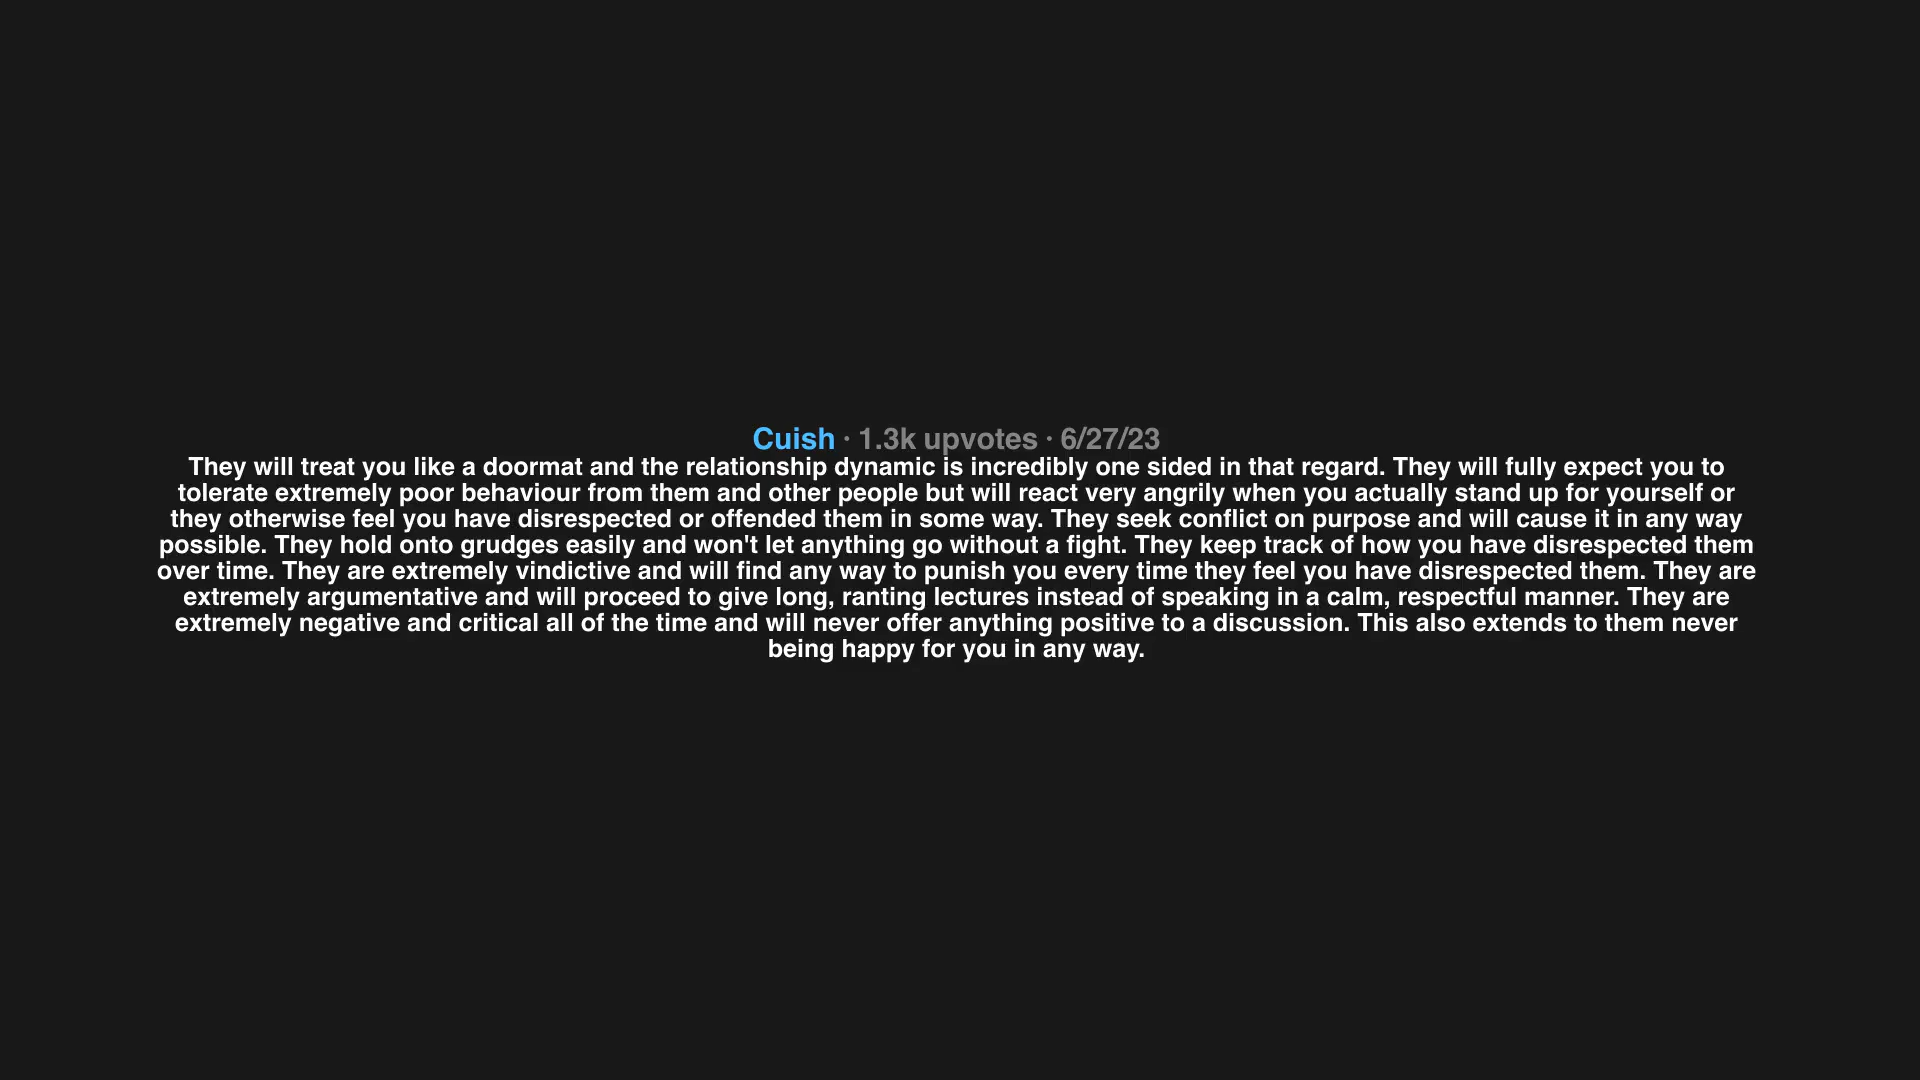 Cuish · 1.3k upvotes · 6/27/23
They will treat you like a doormat and the relationship dynamic is incredibly one sided in that regard. They will fully expect you to
tolerate extremely poor behaviour from them and other people but will react very angrily when you actually stand up for yourself or
they otherwise feel you have disrespected or offended them in some way. They seek conflict on purpose and will cause it in any way
possible. They hold onto grudges easily and won't let anything go without a fight. They keep track of how you have disrespected them
over time. They are extremely vindictive and will find any way to punish you every time they feel you have disrespected them. They are
extremely argumentative and will proceed to give long, ranting lectures instead of speaking in a calm, respectful manner. They are
extremely negative and critical all of the time and will never offer anything positive to a discussion. This also extends to them never
being happy for you in any way.